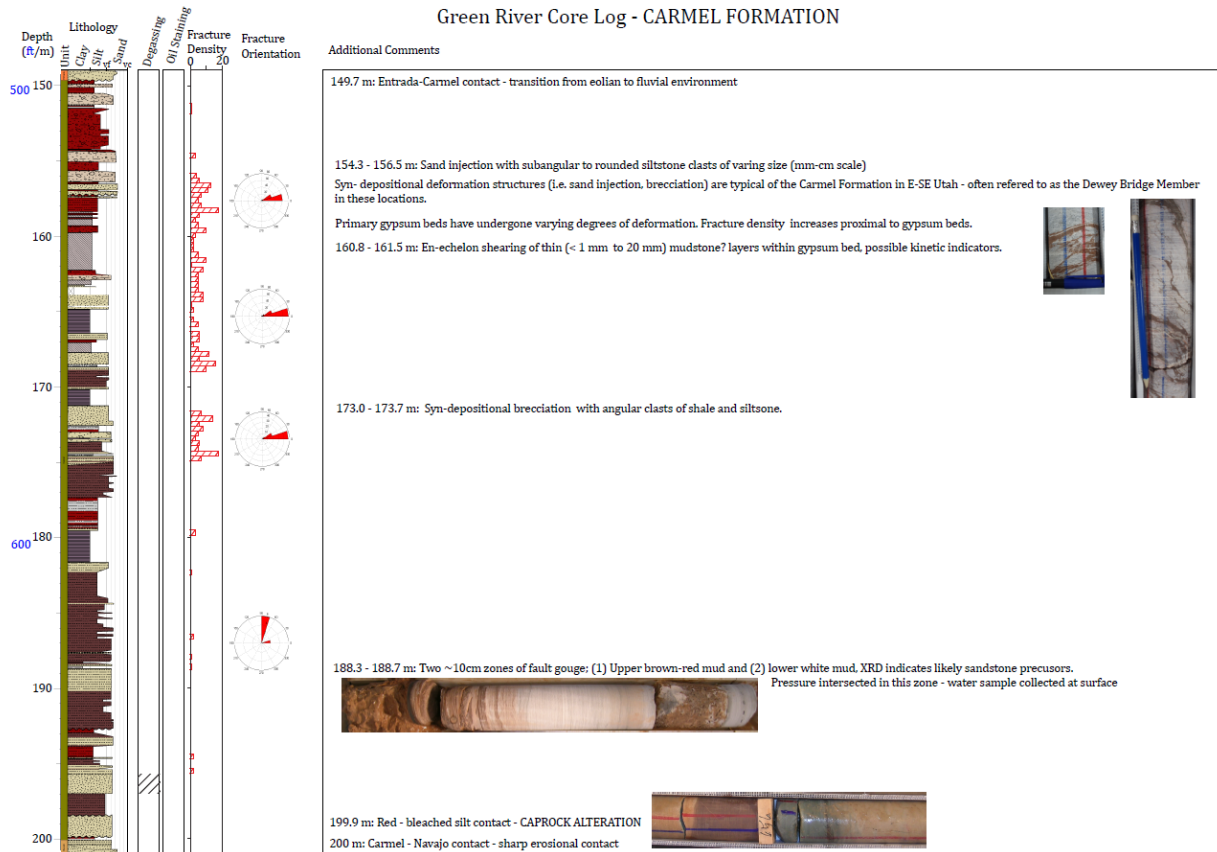 Green River Core Log - CARMEL FORMATION
Depth
(ft/m)
Lithology
Unit
Clay
Silt
vf
Sand
vc
Degassing
Oil Staining
Fracture
Density
0 20
Fracture
Orientation
Additional Comments
500 150
149.7 m: Entrada-Carmel contact - transition from eolian to fluvial environment
154.3 - 156.5 m: Sand injection with subangular to rounded siltstone clasts of varing size (mm-cm scale)
Syn- depositional deformation structures (i.e. sand injection, brecciation) are typical of the Carmel Formation in E-SE Utah - often refered to as the Dewey Bridge Member
in these locations.
Primary gypsum beds have undergone varying degrees of deformation. Fracture density increases proximal to gypsum beds.
160
160.8 - 161.5 m: En-echelon shearing of thin (< 1 mm to 20 mm) mudstone? layers within gypsum bed, possible kinetic indicators.
170
173.0 - 173.7 m: Syn-depositional brecciation with angular clasts of shale and siltsone.
600 180
188.3 - 188.7 m: Two ~10cm zones of fault gouge; (1) Upper brown-red mud and (2) lower white mud, XRD indicates likely sandstone precusors.
Pressure intersected in this zone - water sample collected at surface
190
199.9 m: Red - bleached silt contact - CAPROCK ALTERATION
200
200 m: Carmel - Navajo contact - sharp erosional contact